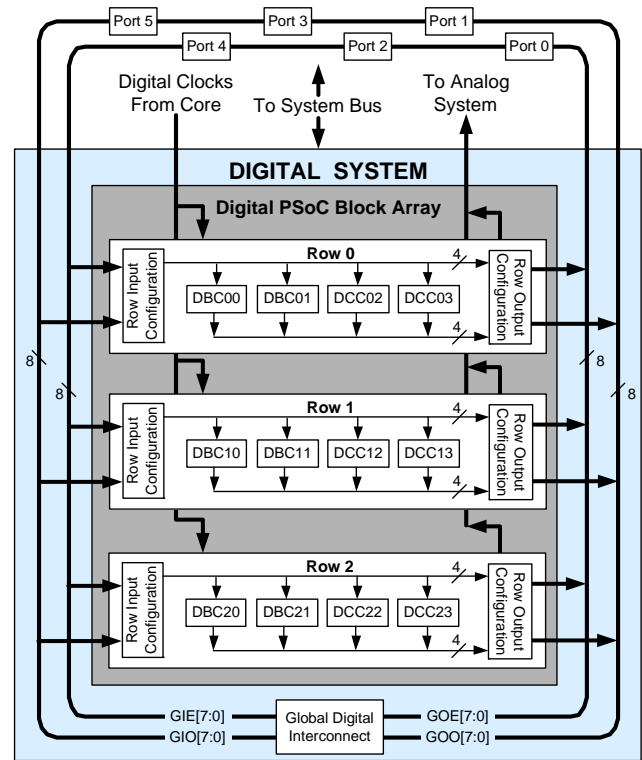 Port 5
Port 3
Port 1
Port 4
Port 2
Port 0
Digital Clocks
From Core
To System Bus
To Analog
System
DIGITAL SYSTEM
Digital PSoC Block Array
Row 0
Row Input
Configuration
4
DBC00
DBC01
DCC02
DCC03
4
Row Output
Configuration
8
8
8
8
Row 1
Row Input
Configuration
4
DBC10
DBC11
DCC12
DCC13
4
Row Output
Configuration
Row 2
Row Input
Configuration
4
DBC20
DBC21
DCC22
DCC23
4
Row Output
Configuration
GIE[7:0]
GIO[7:0]
Global Digital
Interconnect
GOE[7:0]
GOO[7:0]